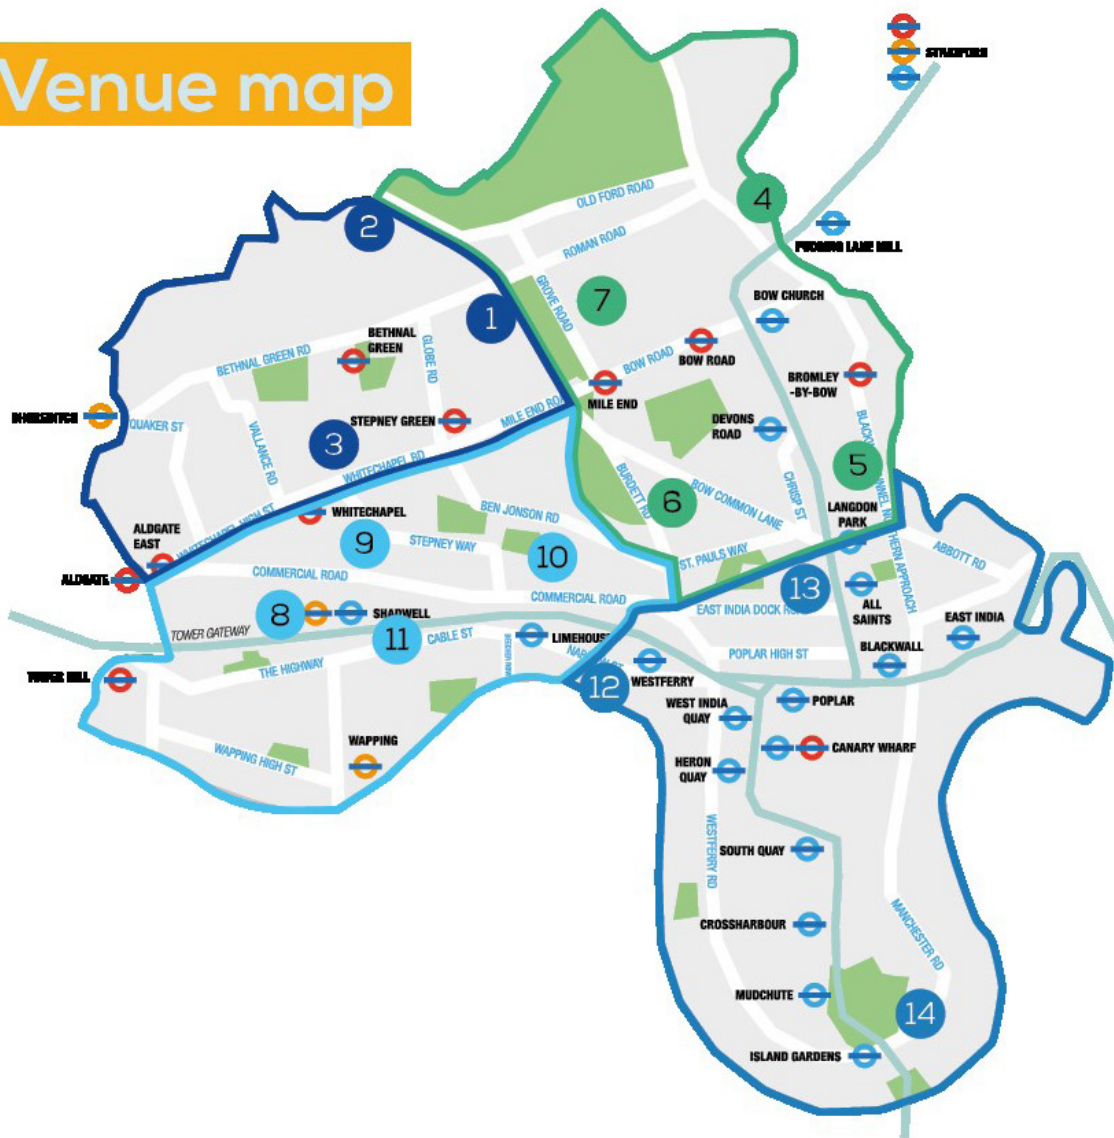 Venue map
STRATFORD
4
OLD FORD ROAD
2
PUDDING LANE MILL
ROMAN ROAD
7
GROVE ROAD
BOW CHURCH
1
BETHNAL
GREEN
BETHNAL GREEN RD
GLOBE RD
BOW ROAD
BOW ROAD
BROMLEY
-BY-BOW
MILE END
MILE END ROAD
STEPNEY GREEN
QUAKER ST
VALLANCE RD
3
DEVONS
ROAD
WHITECHAPEL RD
5
6
BURDETT RD
BOW COMMON LANE
CHRISP ST
LANGDON
PARK
WHITECHAPEL
BEN JONSON RD
ALDGATE
EAST
WHITECHAPEL HIGH ST
9
STEPNEY WAY
10
ST. PAULS WAY
ABBOTT RD
ALDGATE
COMMERCIAL ROAD
COMMERCIAL ROAD
13
EAST INDIA DOCK
ALL
SAINTS
8
SHADWELL
11
CABLE ST
TOWER GATEWAY
LIMEHOUSE
EAST INDIA
BLACKWALL
POPLAR HIGH ST
THE HIGHWAY
TOWER HILL
WESTFERRY
12
WEST INDIA
QUAY
POPLAR
WAPPING
WAPPING HIGH ST
CANARY WHARF
HERON
QUAY
WESTFERRY RD
SOUTH QUAY
CROSSHARBOUR
MANCHESTER RD
MUDCHUTE
14
ISLAND GARDENS